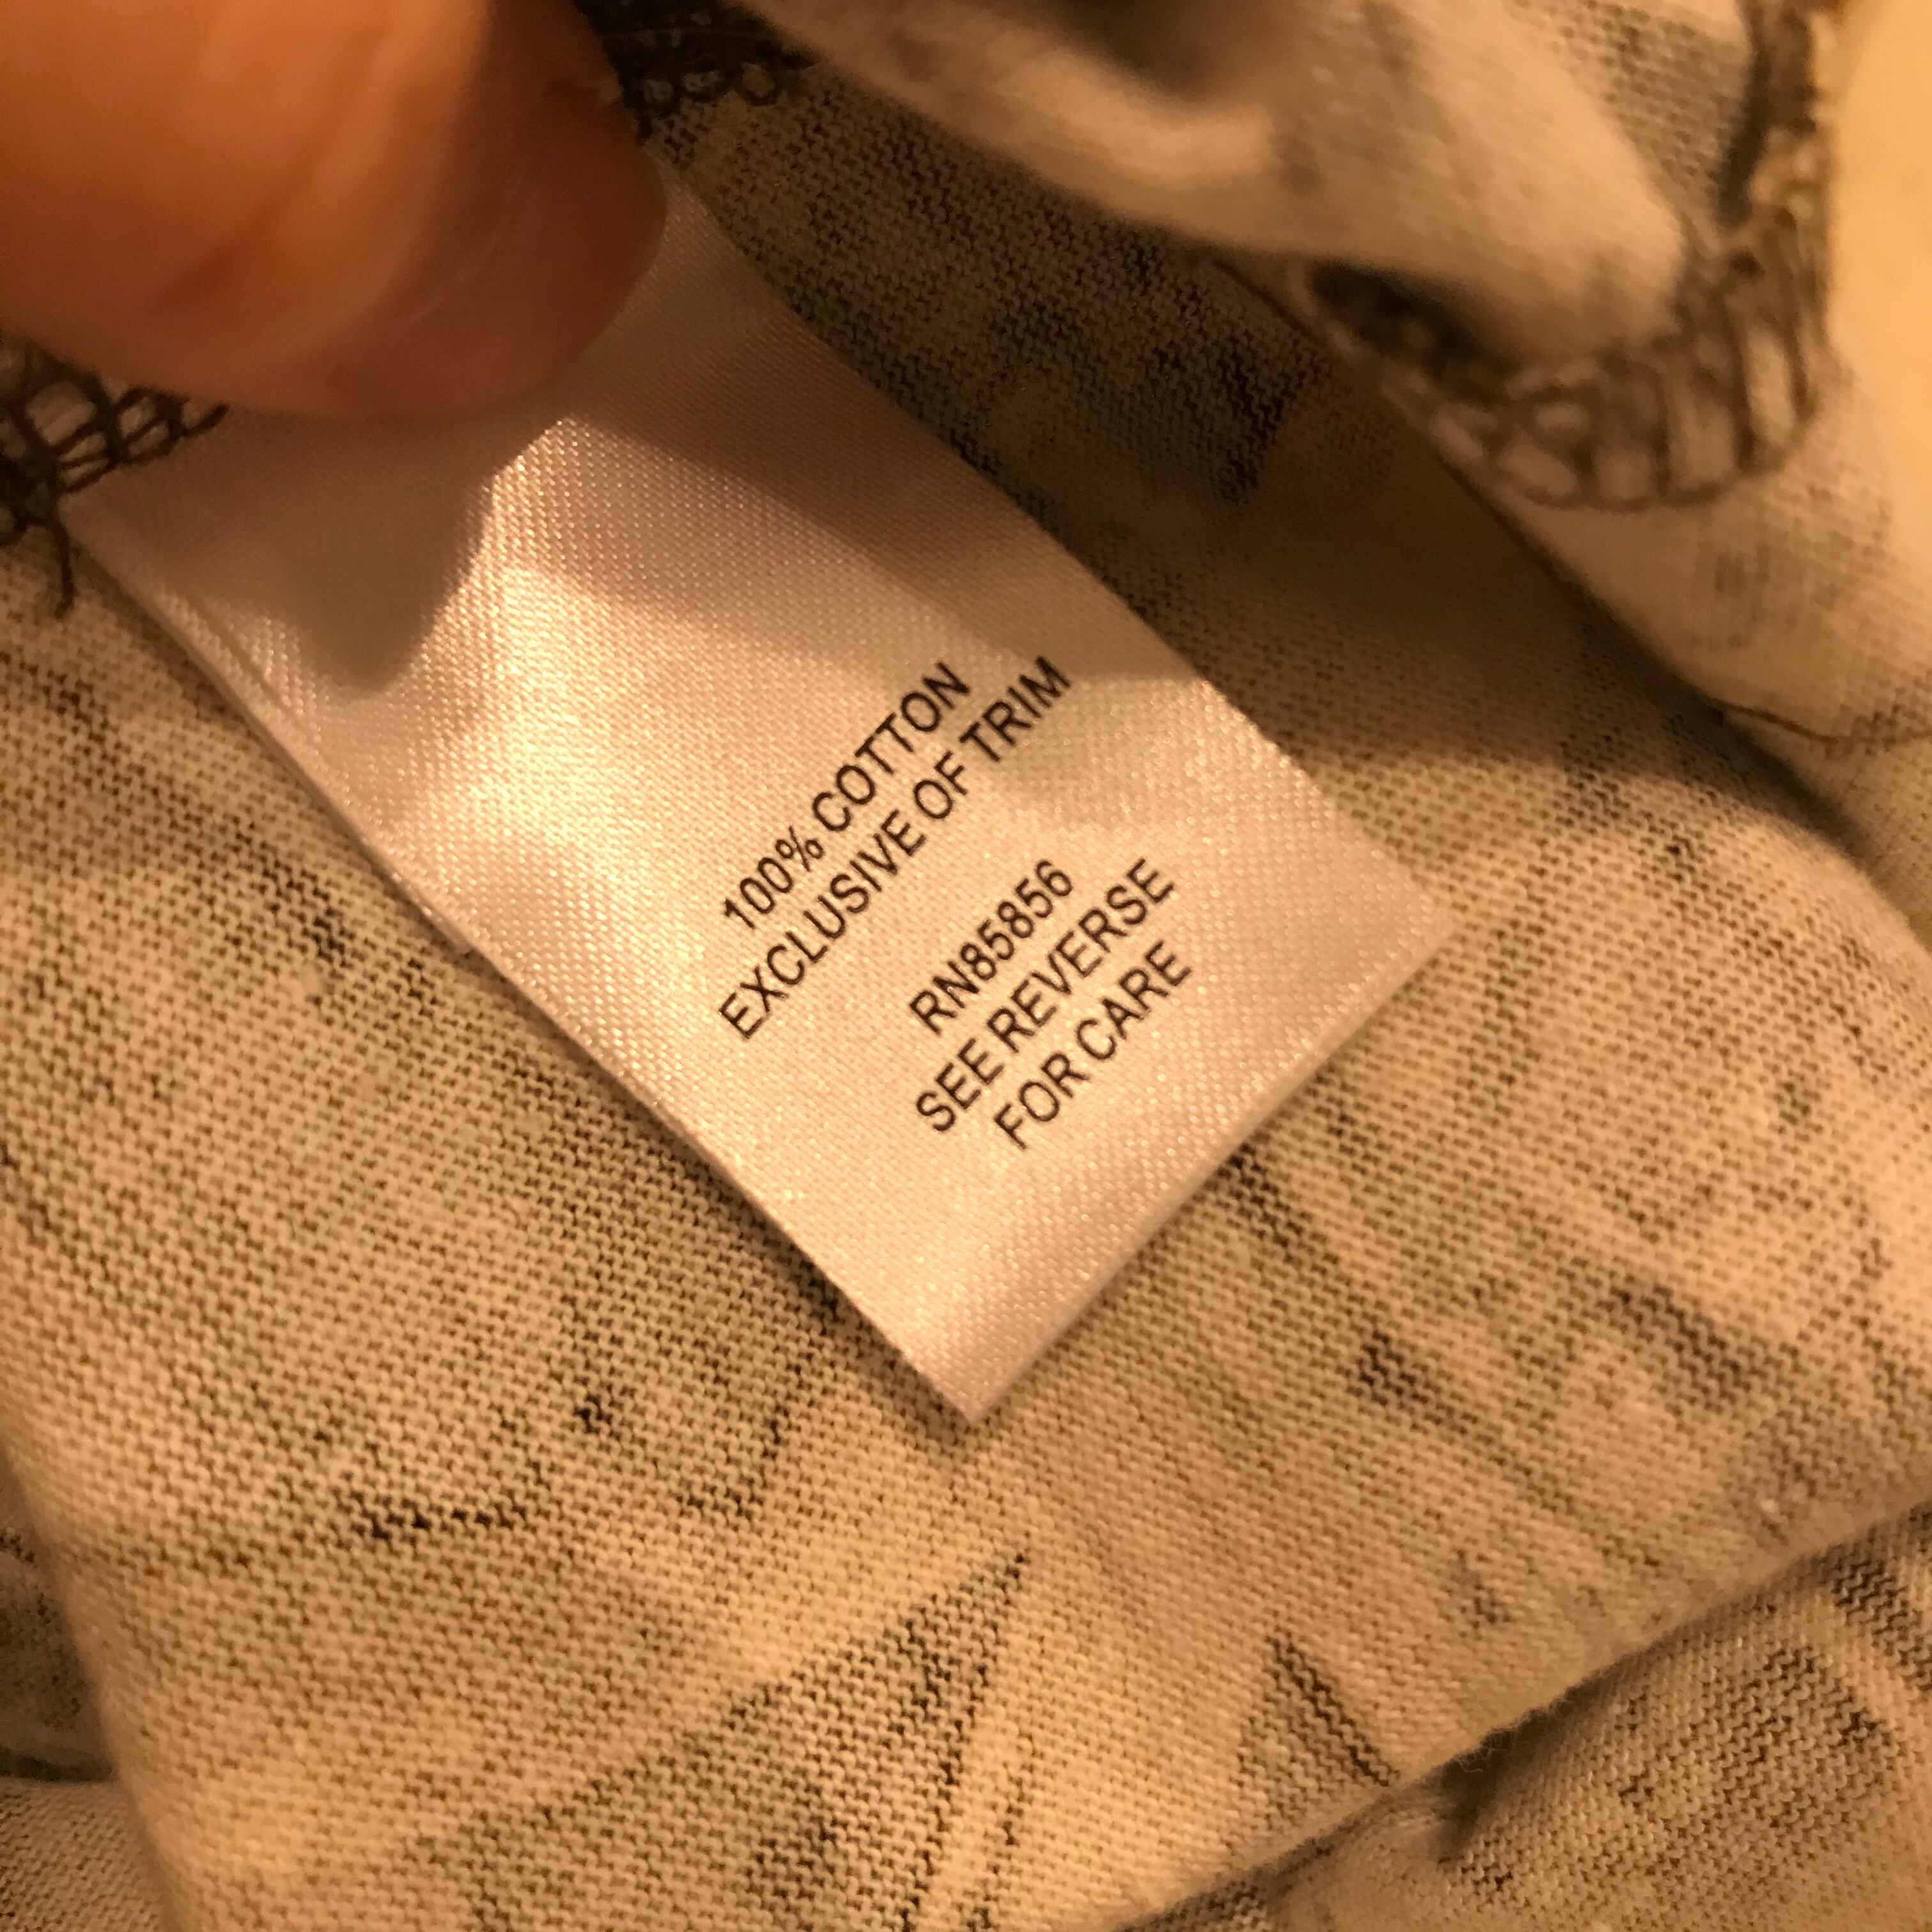 100% COTTON
EXCLUSIVE OF TRIM
RN85856
SEE REVERSE
FOR CARE